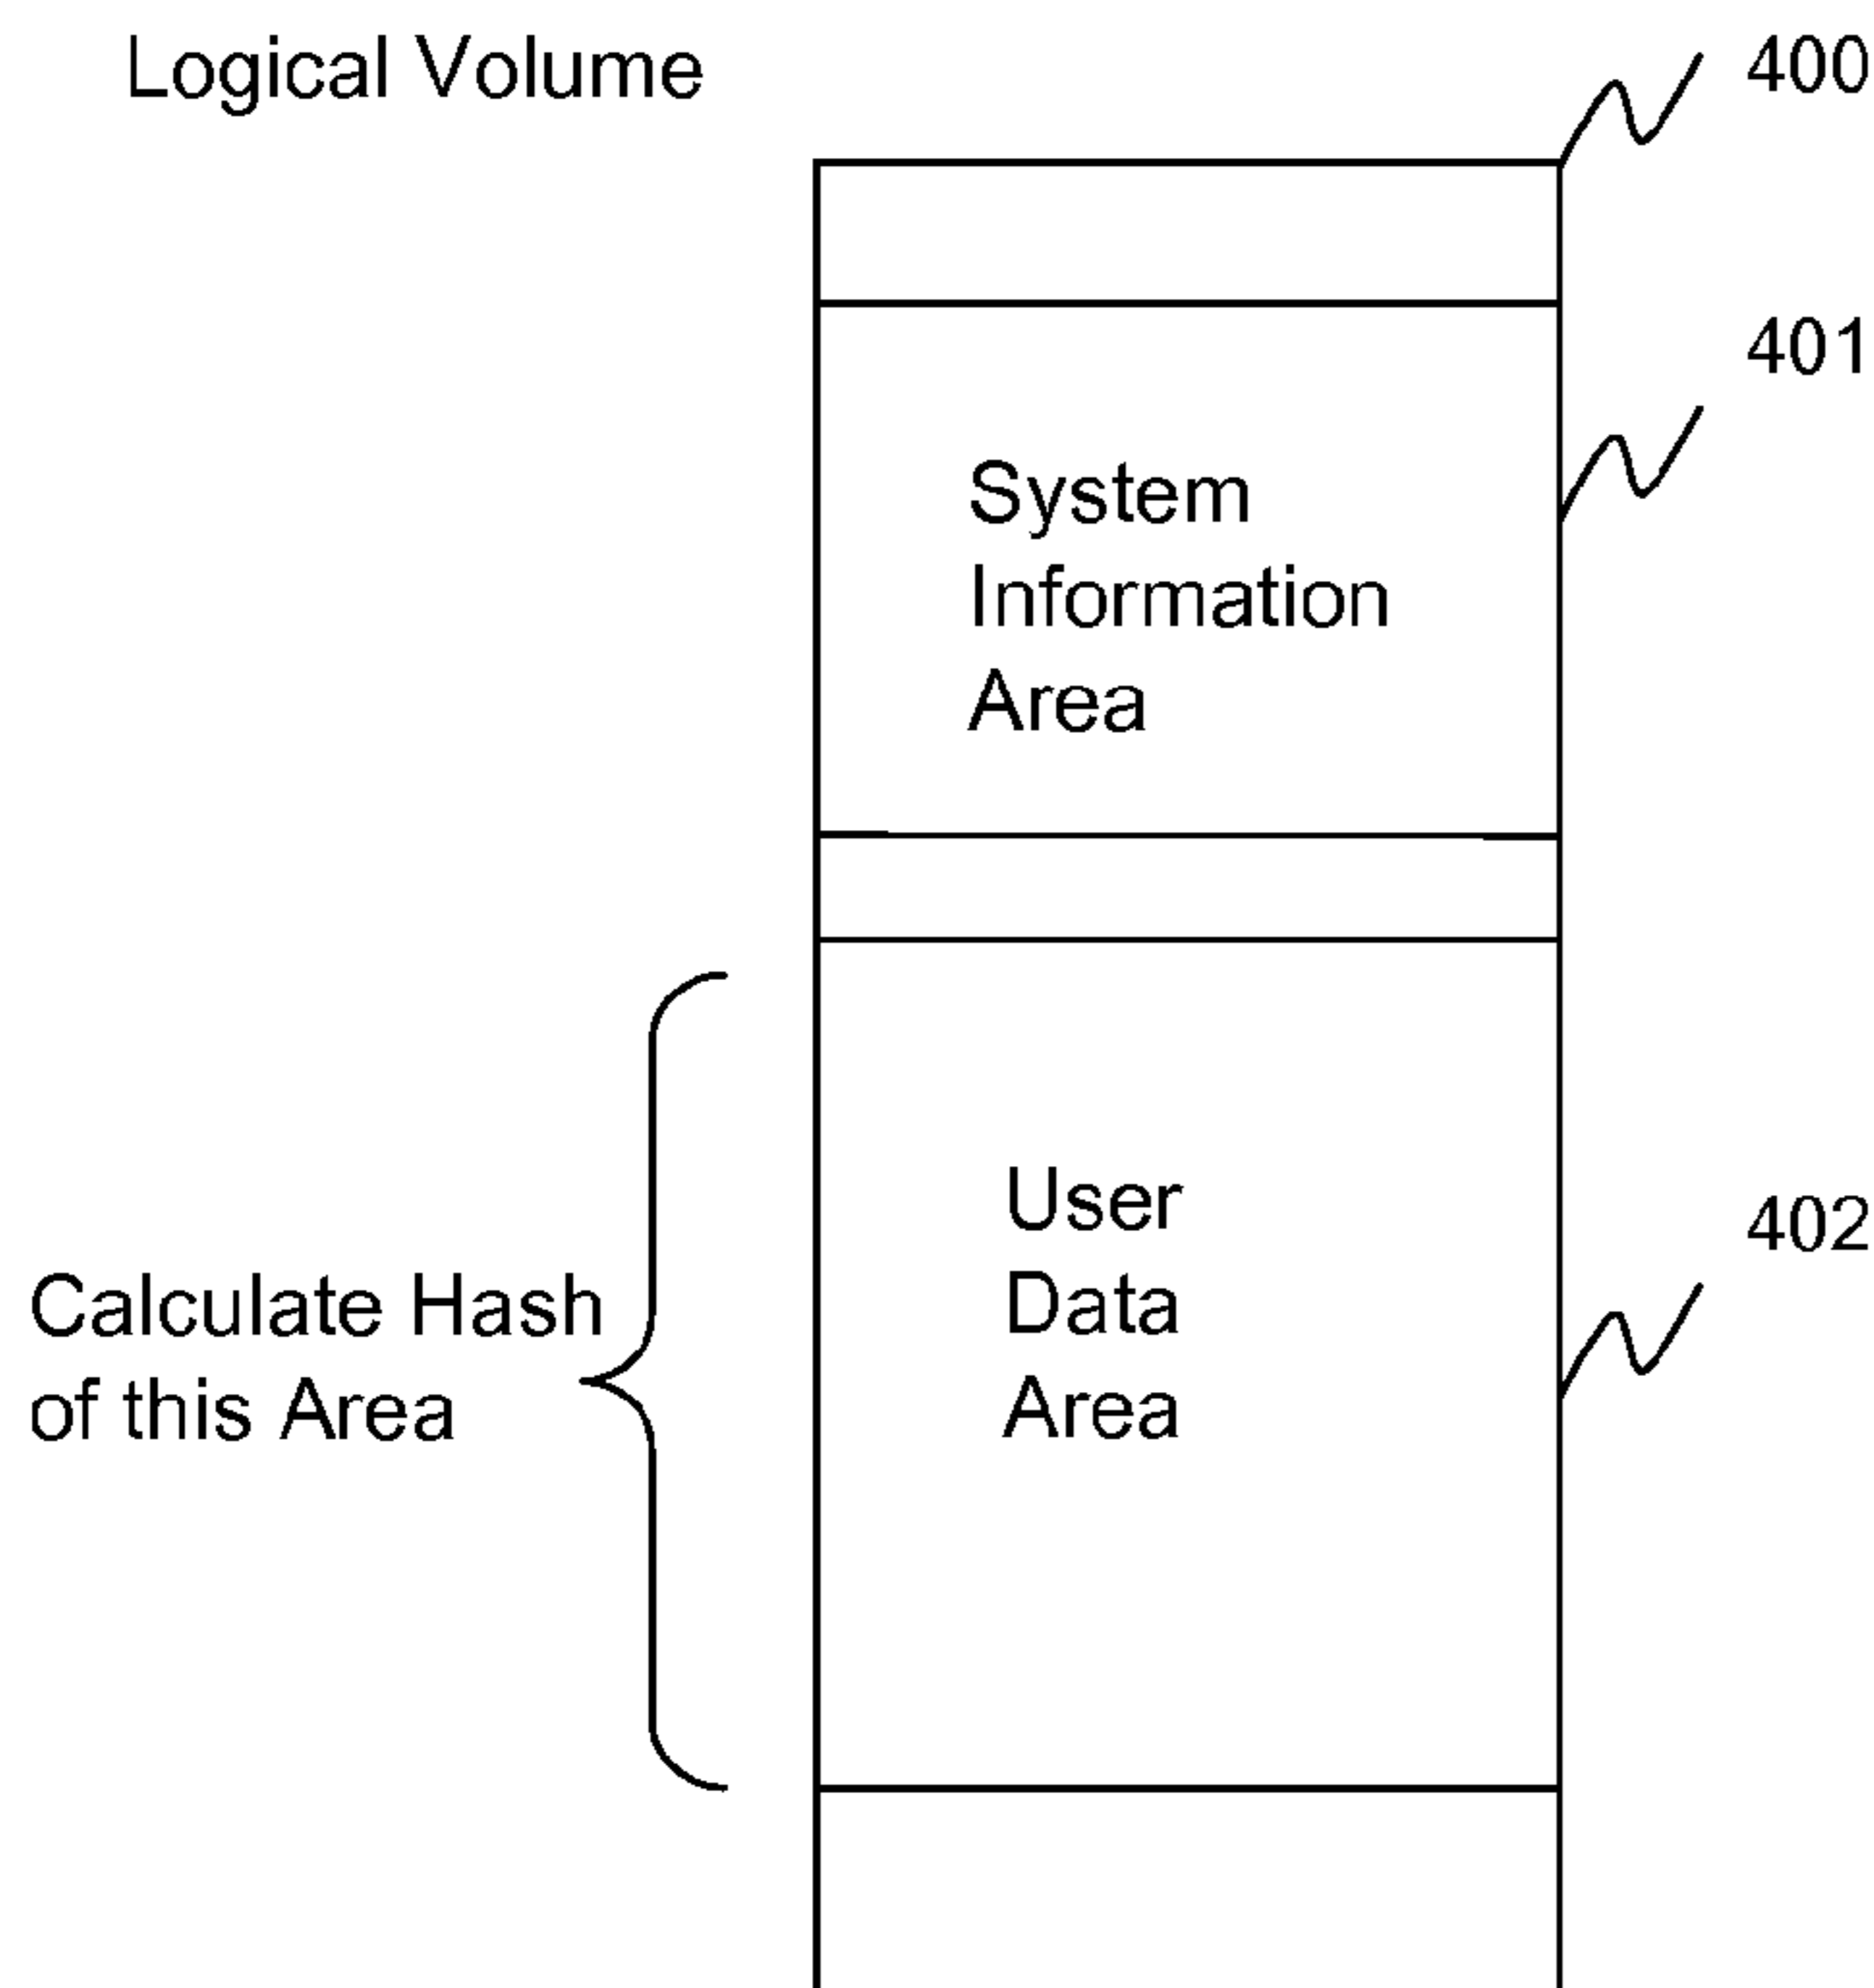 Logical Volume
400
401
System
Information
Area
User
Data
Area
402
Calculate Hash
of this Area